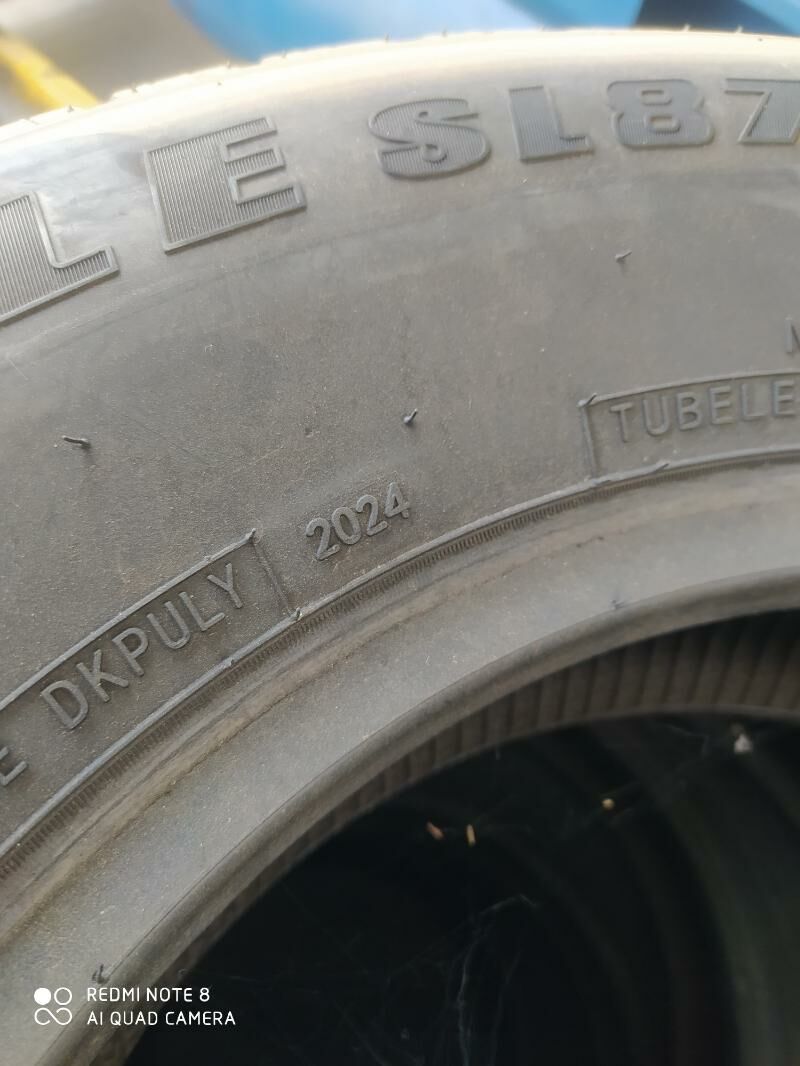 LE SL87
TUBELE
E DKPULY 2024
REDMI NOTE 8
AI QUAD CAMERA